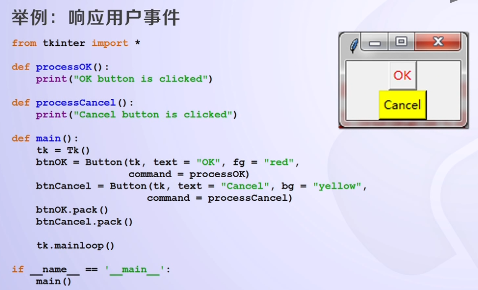 举例：响应用户事件
from tkinter import *
def processOK():
    print("OK button is clicked")
def processCancel():
    print("Cancel button is clicked")
def main():
    tk = Tk()
    btnOK = Button(tk, text = "OK", fg = "red",
                   command = processOK)
    btnCancel = Button(tk, text = "Cancel", bg = "yellow",
                      command = processCancel)
    btnOK.pack()
    btnCancel.pack()
    tk.mainloop()
if __name__ == '__main__':
    main()
OK
Cancel